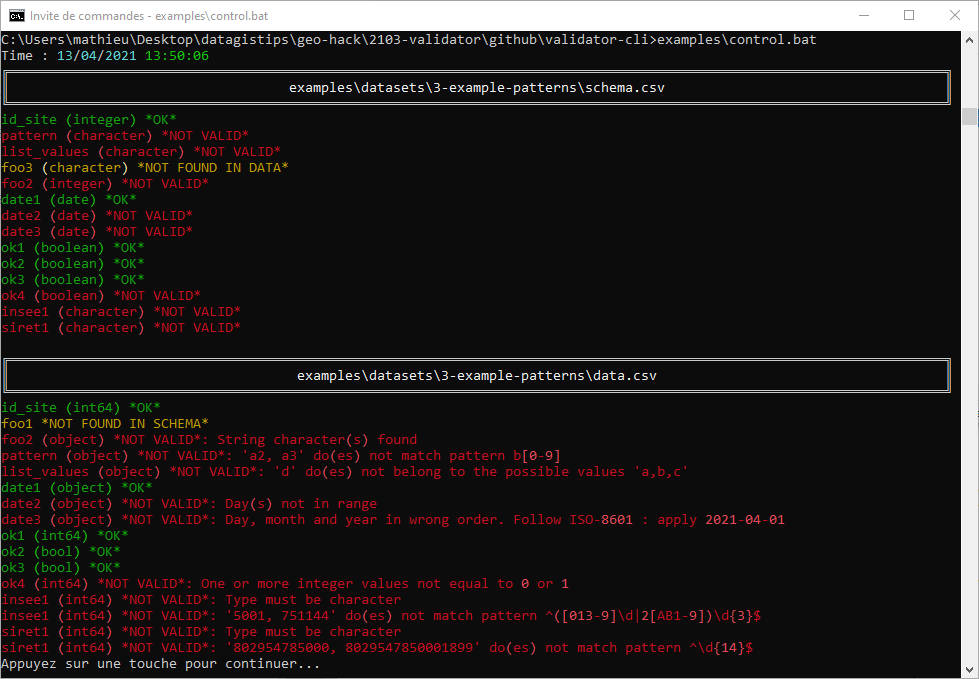 Invite de commandes - examples\control.bat
C:\Users\mathieu\Desktop\datagistips\geo-hack\2103-validator\github\validator-cli>examples\control.bat
Time : 13/04/2021 13:50:06
examples\datasets\3-example-patterns\schema.csv
id_site (integer) *OK*
pattern (character) *NOT VALID*
list_values (character) *NOT VALID*
foo3 (character) *NOT FOUND IN DATA*
foo2 (integer) *NOT VALID*
date1 (date) *OK*
date2 (date) *NOT VALID*
date3 (date) *NOT VALID*
ok1 (boolean) *OK*
ok2 (boolean) *OK*
ok3 (boolean) *OK*
ok4 (boolean) *NOT VALID*
insee1 (character) *NOT VALID*
siret1 (character) *NOT VALID*
examples\datasets\3-example-patterns\data.csv
id_site (int64) *OK*
foo1 *NOT FOUND IN SCHEMA*
foo2 (object) *NOT VALID*: String character(s) found
pattern (object) *NOT VALID*: 'a2, a3' do(es) not match pattern b[0-9]
list_values (object) *NOT VALID*: 'd' do(es) not belong to the possible values 'a,b,c'
date1 (object) *OK*
date2 (object) *NOT VALID*: Day(s) not in range
date3 (object) *NOT VALID*: Day, month and year in wrong order. Follow ISO-8601 : apply 2021-04-01
ok1 (int64) *OK*
ok2 (bool) *OK*
ok3 (bool) *OK*
ok4 (int64) *NOT VALID*: One or more integer values not equal to 0 or 1
insee1 (int64) *NOT VALID*: Type must be character
insee1 (int64) *NOT VALID*: '5001, 751144' do(es) not match pattern ^([013-9]\d|2[AB1-9])\d{3}$
siret1 (int64) *NOT VALID*: Type must be character
siret1 (int64) *NOT VALID*: '802954785000, 8029547850001899' do(es) not match pattern ^\d{14}$
Appuyez sur une touche pour continuer...